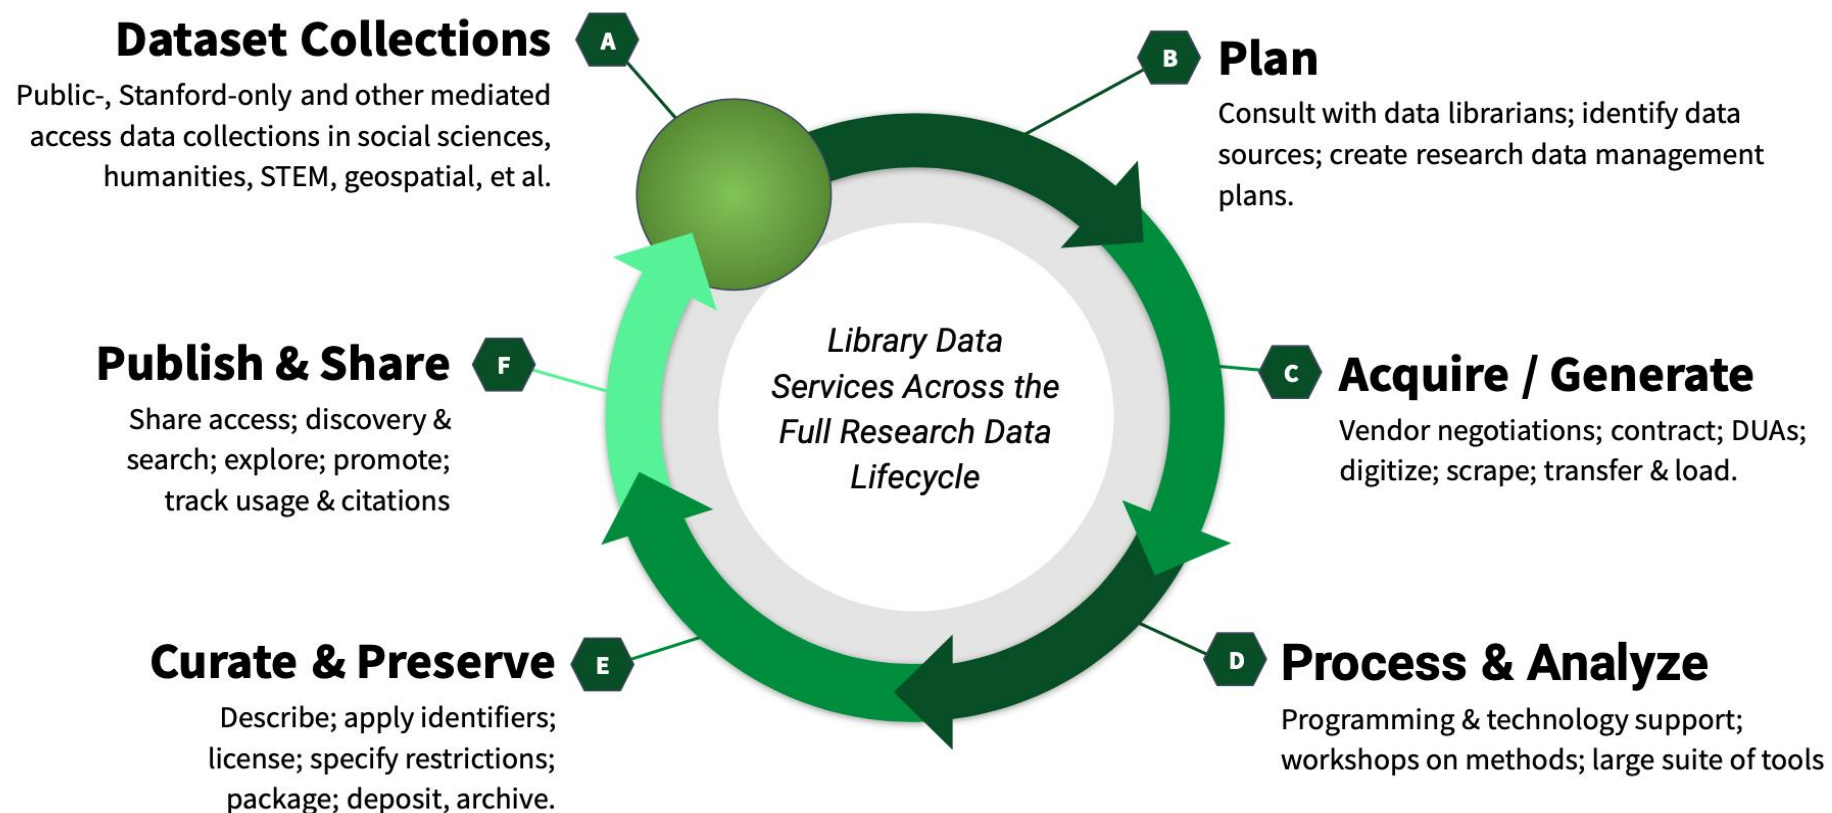 A
Dataset Collections
Public-, Stanford-only and other mediated
access data collections in social sciences,
humanities, STEM, geospatial, et al.
B
Plan
Consult with data librarians; identify data
sources; create research data management
plans.
C
Acquire / Generate
Vendor negotiations; contract; DUAs;
digitize; scrape; transfer & load.
D
Process & Analyze
Programming & technology support;
workshops on methods; large suite of tools
E
Curate & Preserve
Describe; apply identifiers;
license; specify restrictions;
package; deposit, archive.
F
Publish & Share
Share access; discovery &
search; explore; promote;
track usage & citations
Library Data
Services Across the
Full Research Data
Lifecycle